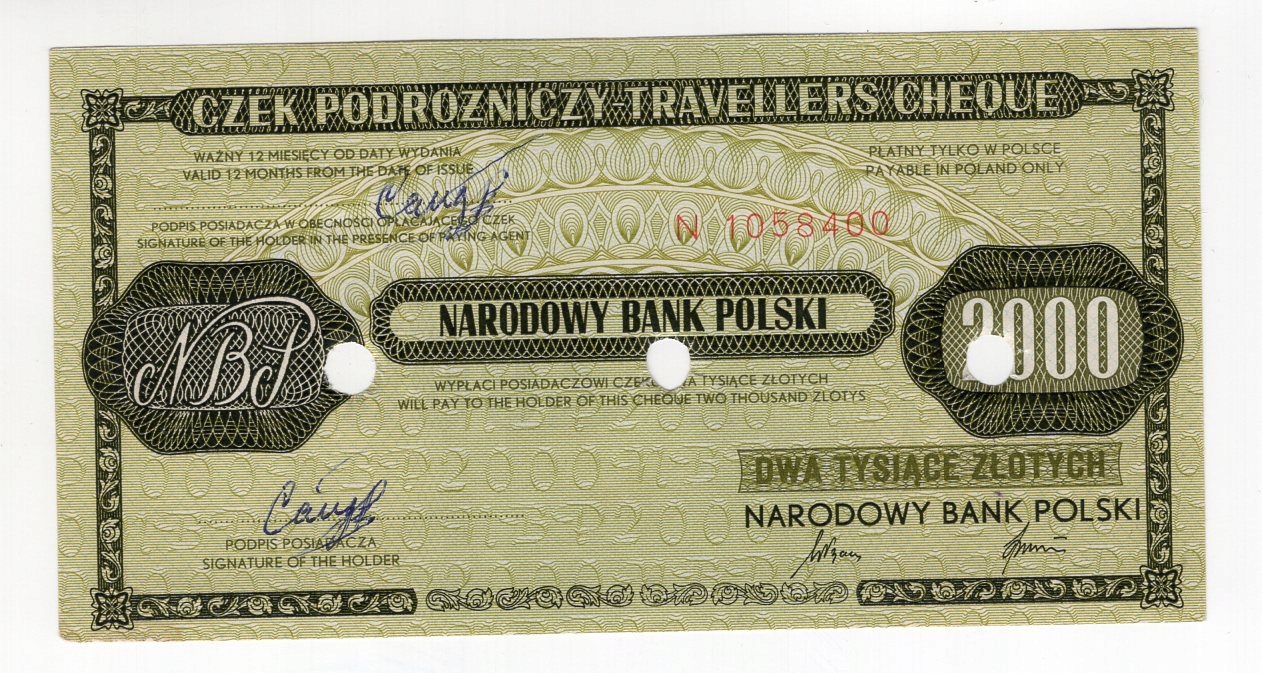 CZEK PODRÓŻNICZY-TRAVELLERS CHEQUE
WAŻNY 12 MIESIĘCY OD DATY WYDANIA
VALID 12 MONTHS FROM THE DATE OF ISSUE
PŁATNY TYLKO W POLSCE
PAYABLE IN POLAND ONLY
PODPIS POSIADACZA W OBECNOŚCI OPŁACAJĄCEGO CZEK
SIGNATURE OF THE HOLDER IN THE PRESENCE OF PAYING AGENT
N 1058400
NBP
NARODOWY BANK POLSKI
2000
WYPŁACI POSIADACZOWI TYSIĄCE ZŁOTYCH
WILL PAY TO THE HOLDER OF THIS CHEQUE TWO THOUSAND ZLOTYS
DWA TYSIĄCE ZŁOTYCH
NARODOWY BANK POLSKI
PODPIS POSIADACZA
SIGNATURE OF THE HOLDER